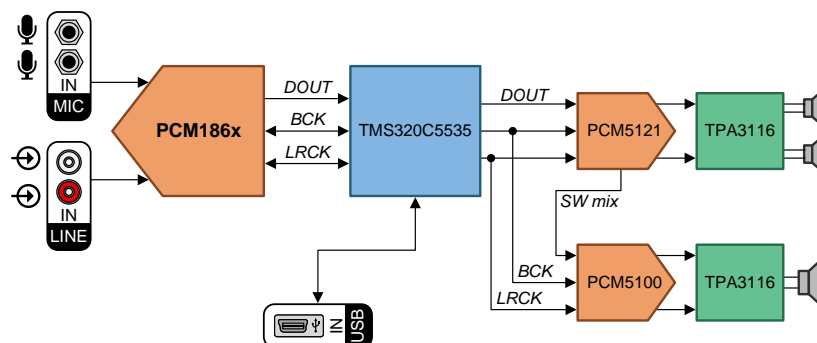 IN
MIC
IN
LINE
PCM186x
DOUT
BCK
LRCK
TMS320C5535
DOUT
PCM5121
TPA3116
SW mix
BCK
LRCK
PCM5100
TPA3116
IN
USB